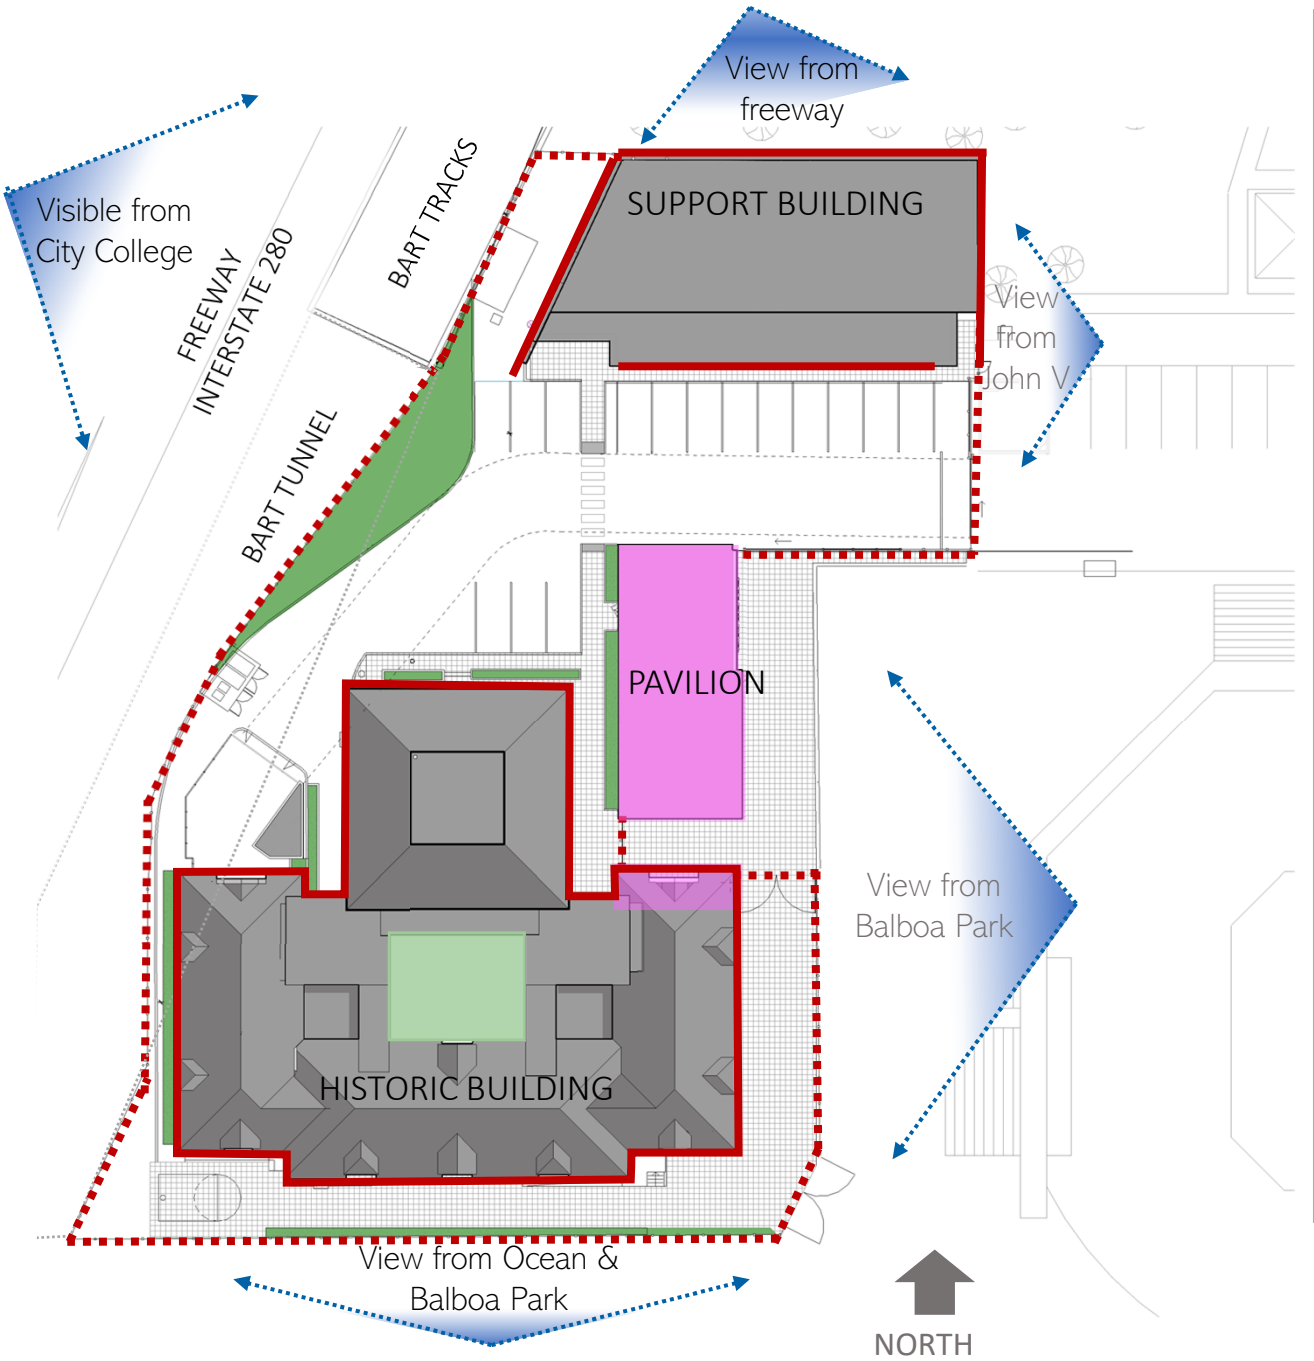 View from
freeway
Visible from
City College
BART TRACKS
SUPPORT BUILDING
FREEWAY
INTERSTATE 280
View
from
John V
BART TUNNEL
PAVILION
View from
Balboa Park
HISTORIC BUILDING
View from Ocean &
Balboa Park
NORTH